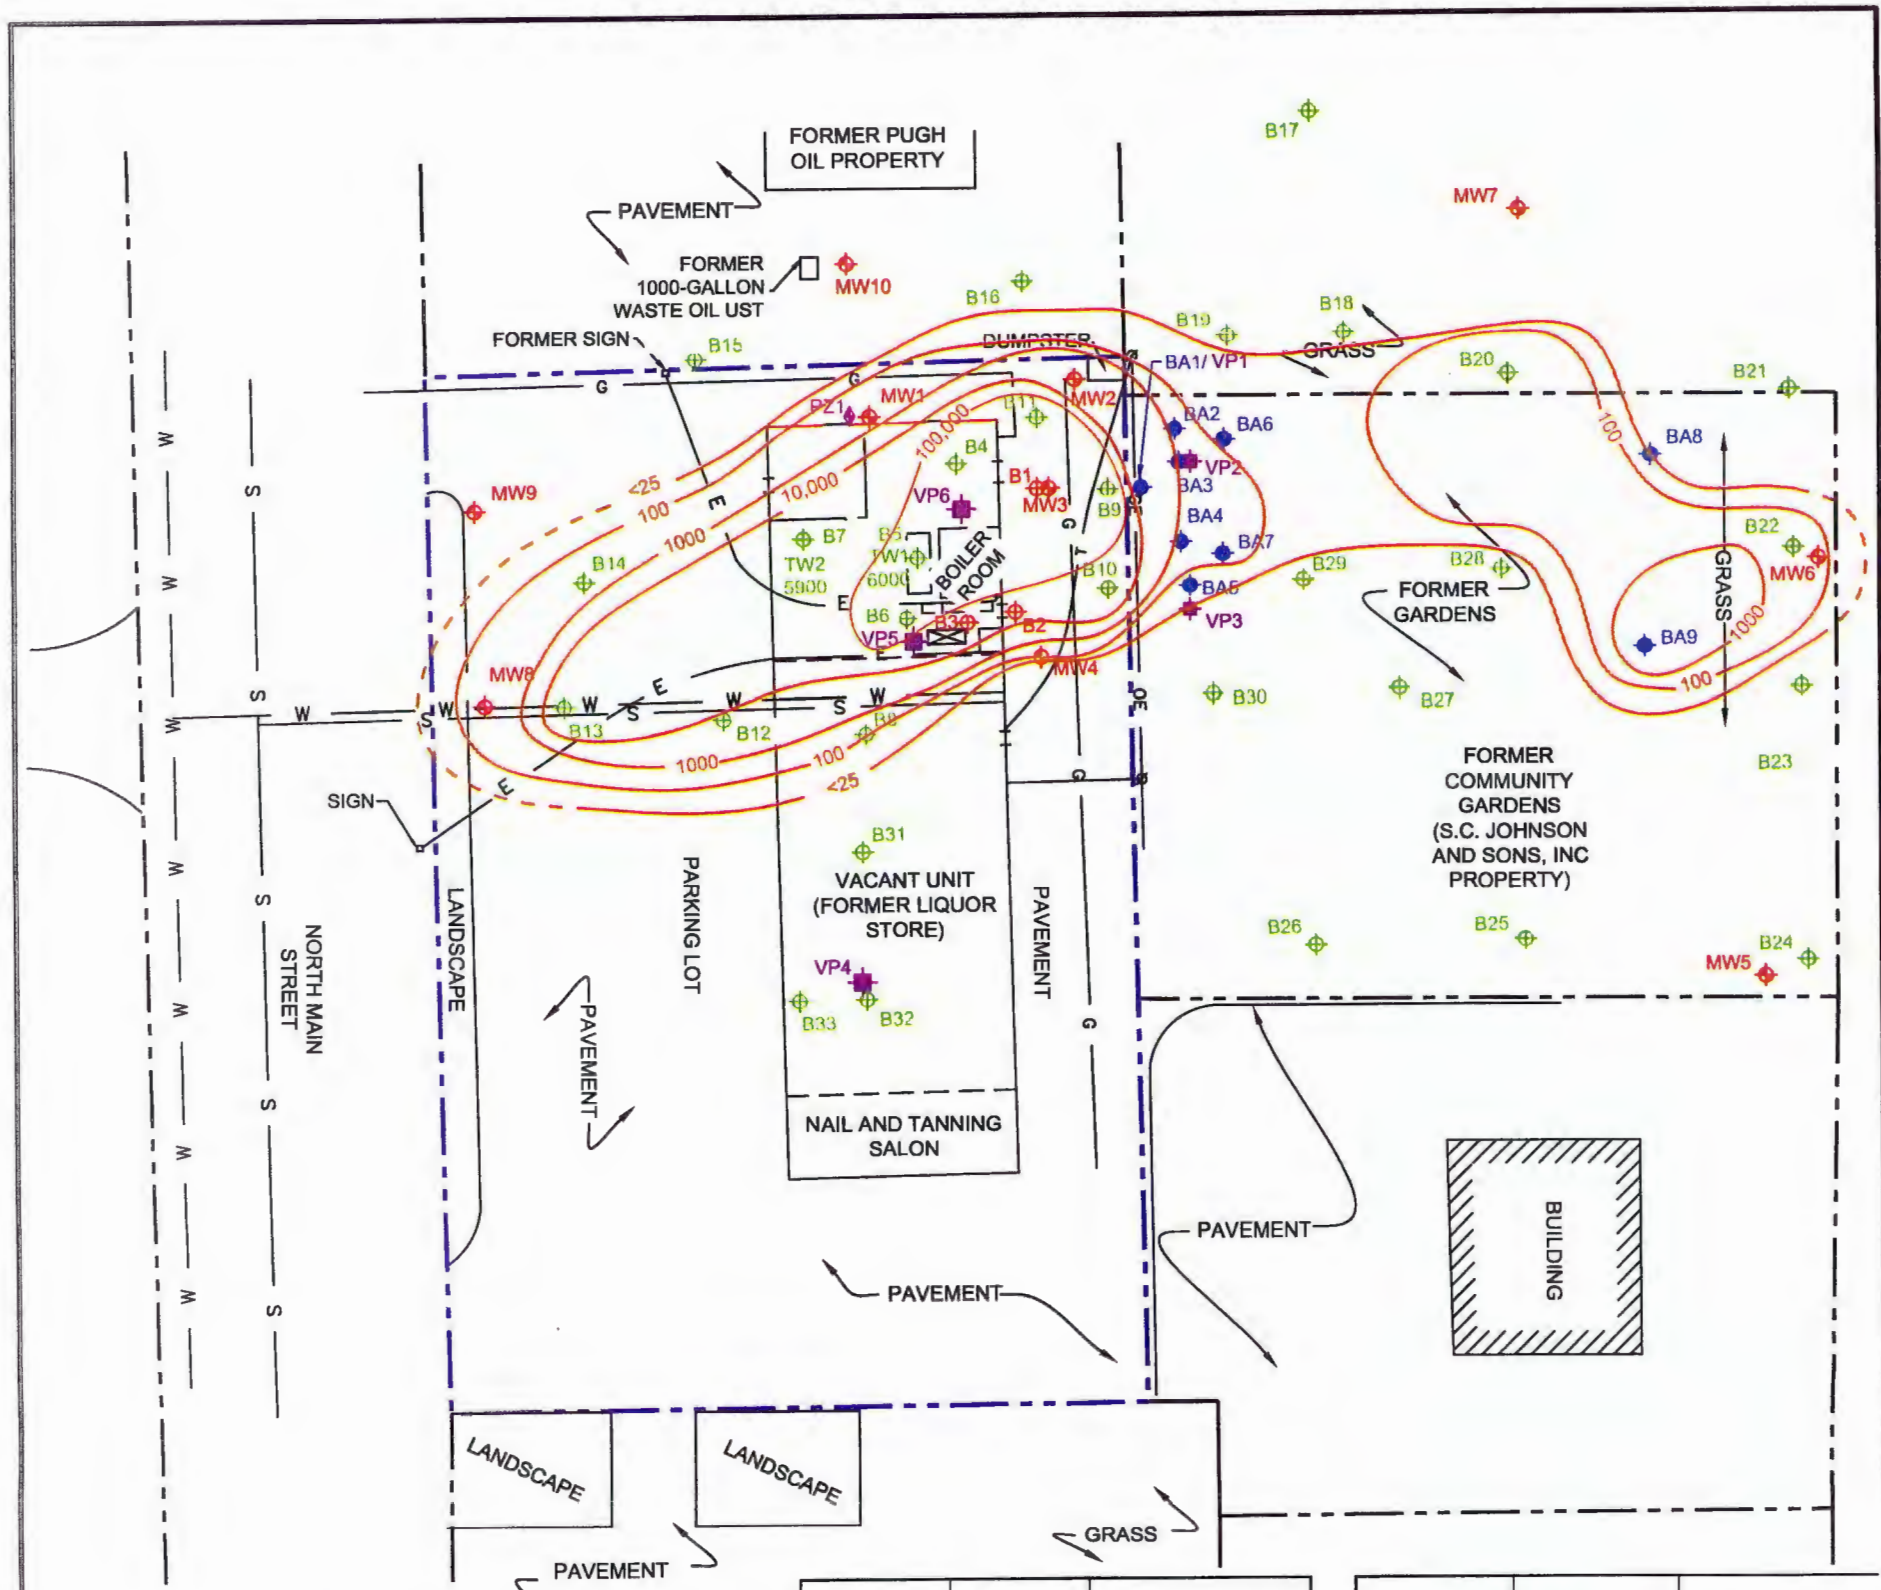 B17
FORMER PUGH
OIL PROPERTY
MW7
PAVEMENT
FORMER
1000-GALLON
WASTE OIL UST
MW10
B16
B18
B19
FORMER SIGN
B15
DUMPSTER
GRASS
BA1/ VP1
B20
B21
G
G
PZ1
MW1
MW2
B11
BA2
BA6
100
BA8
100,000
B4
VP2
<25
10,000
VP6
B1
MW3
B9
BA3
MW9
100
E
1000
B7
B5
BOILER
ROOM
G
T
OE
BA4
BA7
B22
GRASS
MW6
B14
TW2
5900
TW1
6000
B10
BA5
B29
B28
FORMER
GARDENS
E
B6
B3
B2
VP3
1000
VP5
E
MW4
BA9
MW8
E
100
W
W
W
W
S
S
S
B13
B12
B8
OE
B30
B27
1000
100
<25
G
FORMER
COMMUNITY
GARDENS
(S.C. JOHNSON
AND SONS, INC
PROPERTY)
B23
SIGN
E
B31
VACANT UNIT
(FORMER LIQUOR
STORE)
PARKING LOT
LANDSCAPE
PAVEMENT
NORTH MAIN
STREET
B26
B25
B24
MW5
VP4
B33
B32
PAVEMENT
G
NAIL AND TANNING
SALON
W
W
W
W
W
W
W
W
S
S
S
S
S
PAVEMENT
BUILDING
PAVEMENT
LANDSCAPE
LANDSCAPE
GRASS
PAVEMENT